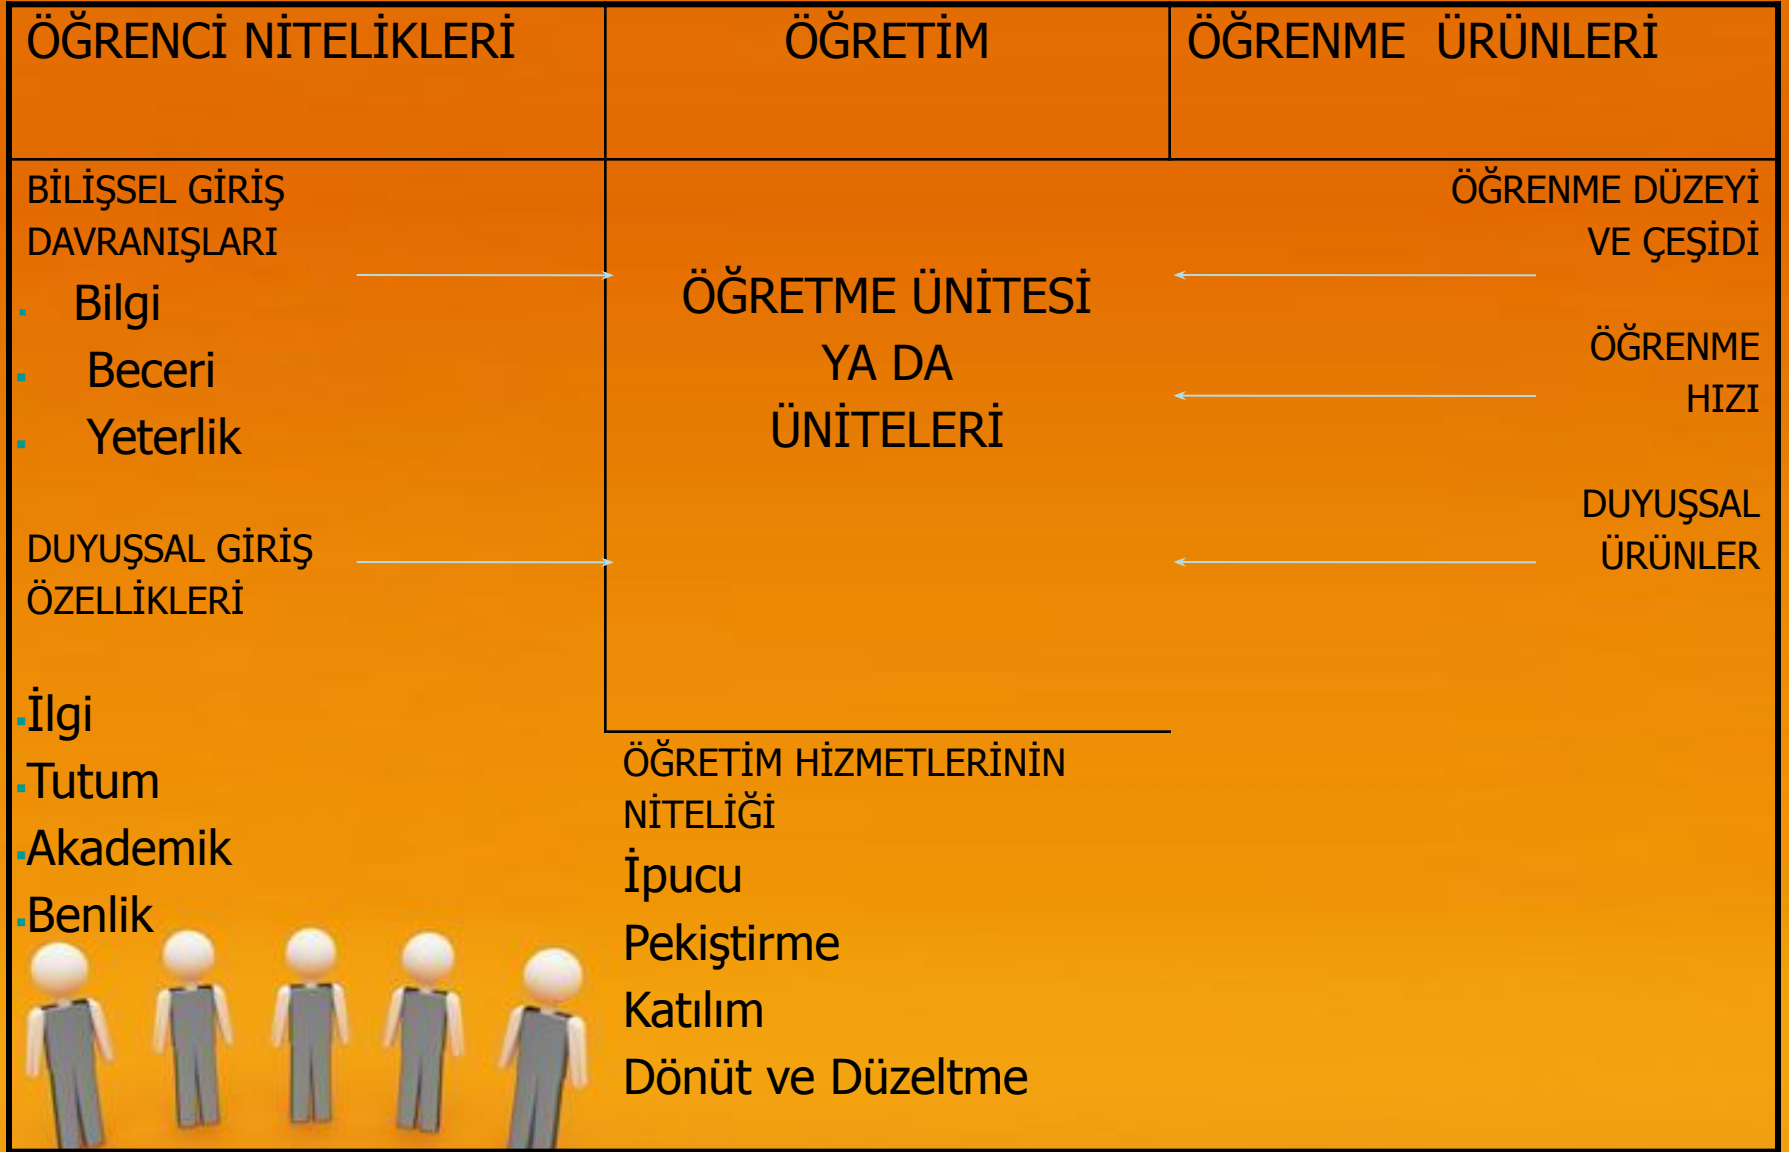 ÖĞRENCİ NİTELİKLERİ
ÖĞRETİM
ÖĞRENME ÜRÜNLERİ
BİLİŞSEL GİRİŞ
DAVRANIŞLARI
Bilgi
Beceri
Yeterlik
DUYUŞSAL GİRİŞ
ÖZELLİKLERİ
İlgi
Tutum
Akademik
Benlik
ÖĞRETME ÜNİTESİ
YA DA
ÜNİTELERİ
ÖĞRETİM HİZMETLERİNİN
NİTELİĞİ
İpucu
Pekiştirme
Katılım
Dönüt ve Düzeltme
ÖĞRENME DÜZEYİ
VE ÇEŞİDİ
ÖĞRENME
HIZI
DUYUŞSAL
ÜRÜNLER